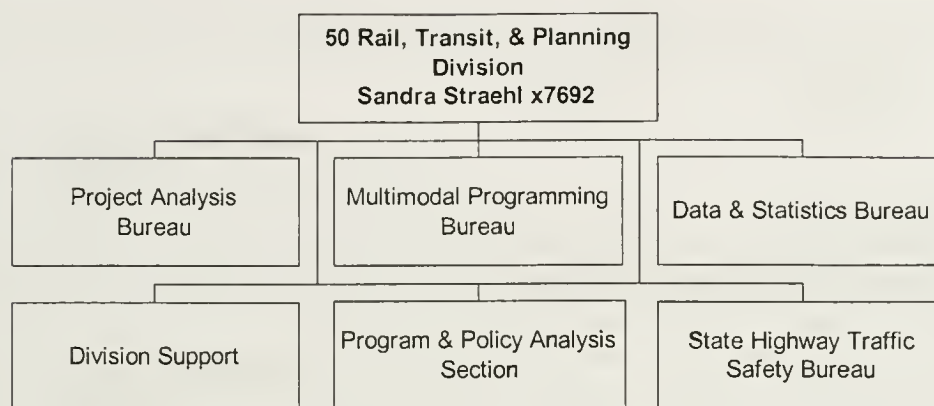 50 Rail, Transit, & Planning
Division
Sandra Straehl x7692
Project Analysis
Bureau
Multimodal Programming
Bureau
Data & Statistics Bureau
Division Support
Program & Policy Analysis
Section
State Highway Traffic
Safety Bureau